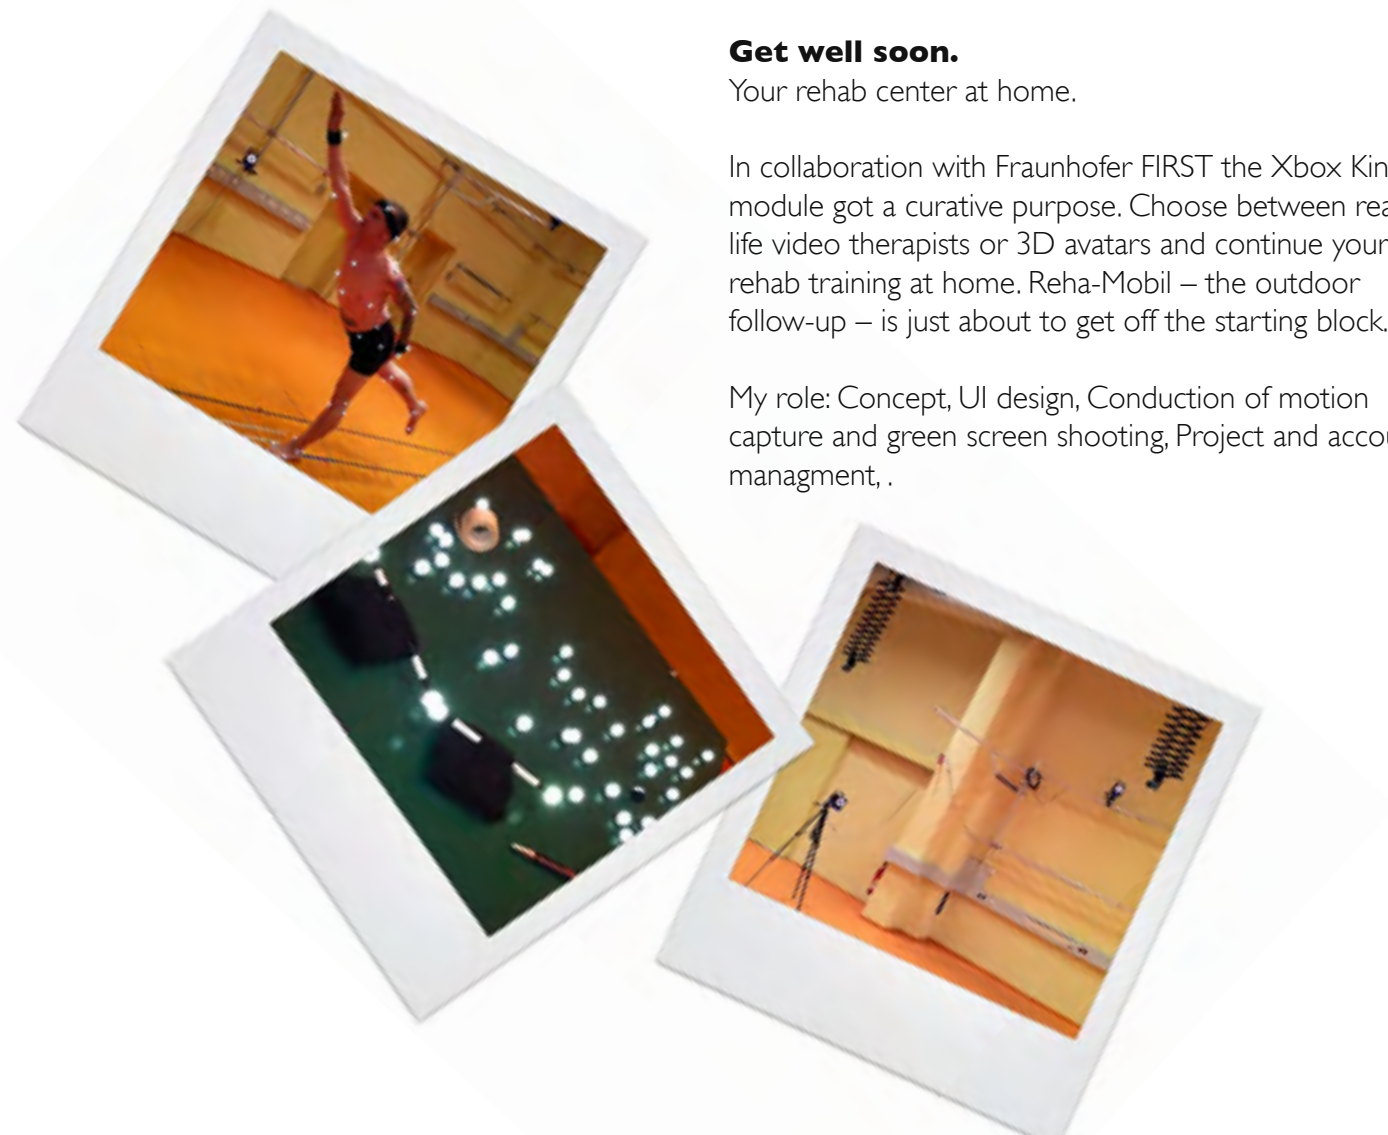 Get well soon.
Your rehab center at home.
In collaboration with Fraunhofer FIRST the Xbox Kin
module got a curative purpose. Choose between rea
life video therapists or 3D avatars and continue your
rehab training at home. Reha-Mobil – the outdoor
follow-up – is just about to get off the starting block.
My role: Concept, UI design, Conduction of motion
capture and green screen shooting, Project and accou
managment, .